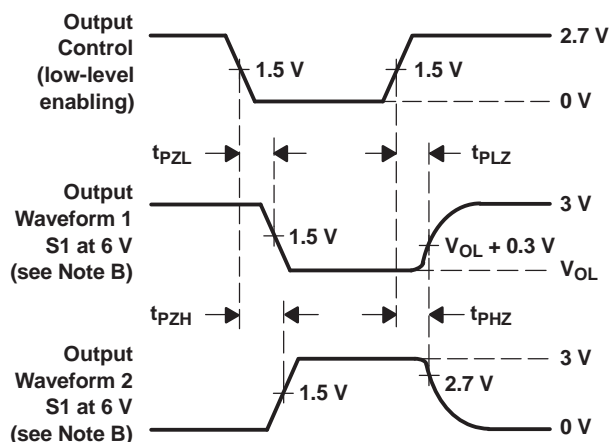 Output
Control
(low-level
enabling)
2.7 V
1.5 V
1.5 V
0 V
tPZL
tPLZ
Output
Waveform 1
S1 at 6 V
(see Note B)
3 V
1.5 V
VOL + 0.3 V
VOL
tPZH
tPHZ
Output
Waveform 2
S1 at 6 V
(see Note B)
3 V
1.5 V
2.7 V
0 V